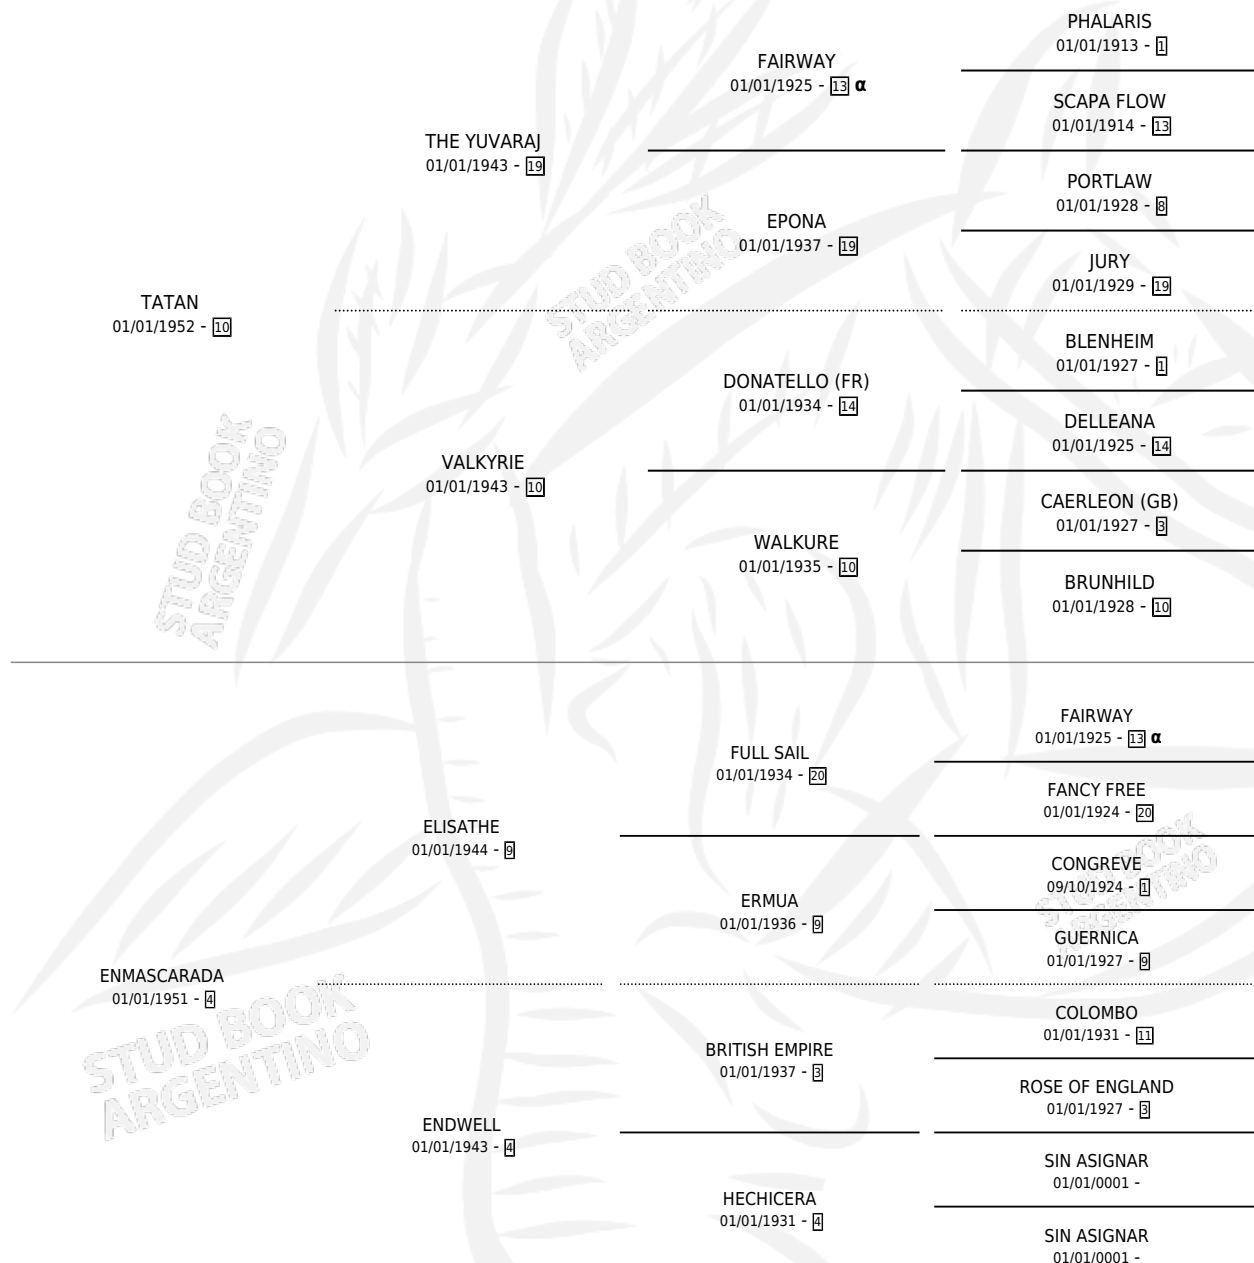 PHALARIS
01/01/1913 - 1
FAIRWAY
01/01/1925 - 13 α
SCAPA FLOW
01/01/1914 - 13
THE YUVARAJ
01/01/1943 - 19
PORTLAW
01/01/1928 - 8
EPONA
01/01/1937 - 19
JURY
01/01/1929 - 19
TATAN
01/01/1952 - 10
BLENHEIM
01/01/1927 - 1
DONATELLO (FR)
01/01/1934 - 14
DELLEANA
01/01/1925 - 14
VALKYRIE
01/01/1943 - 10
CAERLEON (GB)
01/01/1927 - 3
WALKURE
01/01/1935 - 10
BRUNHILD
01/01/1928 - 10
FAIRWAY
01/01/1925 - 13 α
FULL SAIL
01/01/1934 - 20
FANCY FREE
01/01/1924 - 20
ELISATHE
01/01/1944 - 9
CONGREVE
09/10/1924 - 1
ERMUA
01/01/1936 - 9
GUERNICA
01/01/1927 - 9
ENMASCARADA
01/01/1951 - 4
COLOMBO
01/01/1931 - 11
BRITISH EMPIRE
01/01/1937 - 3
ROSE OF ENGLAND
01/01/1927 - 3
ENDWELL
01/01/1943 - 4
SIN ASIGNAR
01/01/0001 -
HECHICERA
01/01/1931 - 4
SIN ASIGNAR
01/01/0001 -
STUD BOOK
ARGENTINO
STUD BOOK
ARGENTINO
STUD BOOK
ARGENTINO
STUD BOOK
ARGENTINO